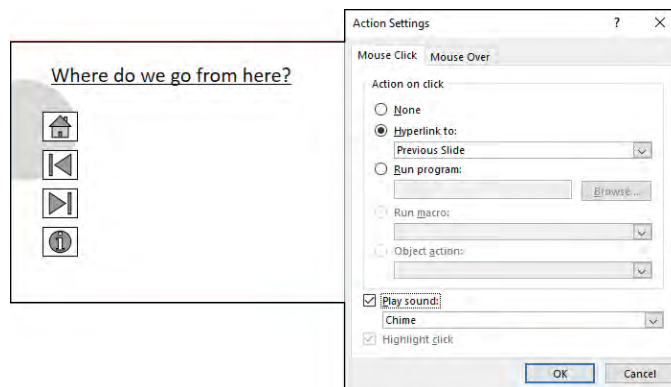 Where do we go from here?
Action Settings
?
Mouse Click
Mouse Over
Action on click
None
Hyperlink to:
Previous Slide
Run program:
Browse...
Run macro:
Object action:
Play sound:
Chime
Highlight click
OK
Cancel